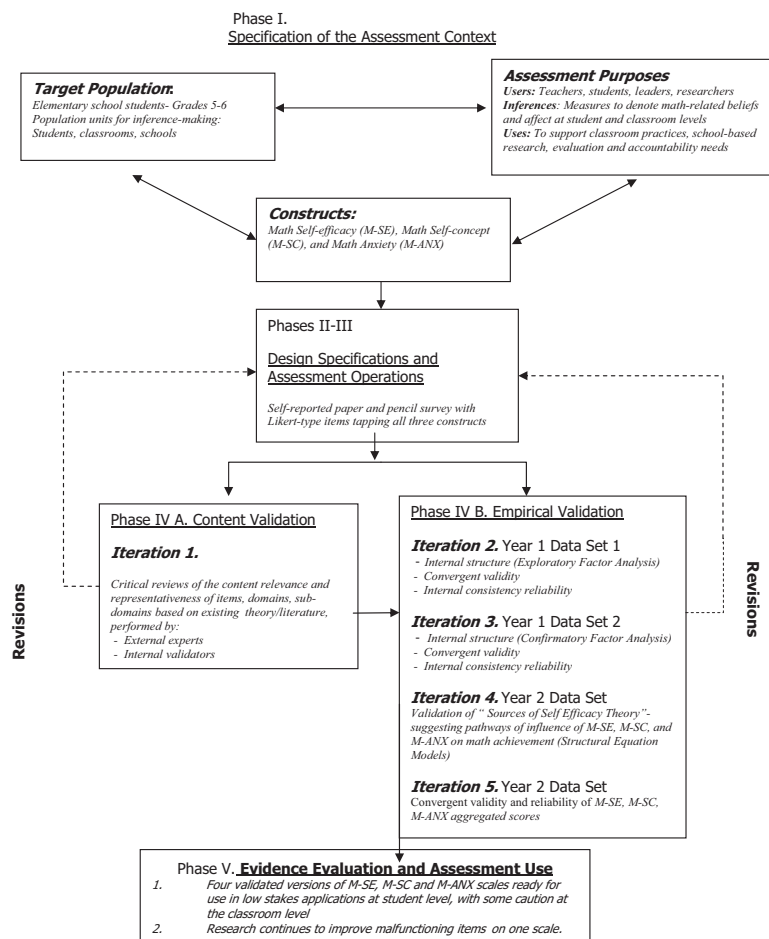 Phase I.
Specification of the Assessment Context
Target Population:
Elementary school students- Grades 5-6
Population units for inference-making:
Students, classrooms, schools
Assessment Purposes
Users: Teachers, students, leaders, researchers
Inferences: Measures to denote math-related beliefs
and affect at student and classroom levels
Uses: To support classroom practices, school-based
research, evaluation and accountability needs
Constructs:
Math Self-efficacy (M-SE), Math Self-concept
(M-SC), and Math Anxiety (M-ANX)
Phases II-III
Design Specifications and
Assessment Operations
Self-reported paper and pencil survey with
Likert-type items tapping all three constructs
Revisions
Phase IV A. Content Validation
Iteration 1.
Critical reviews of the content relevance and
representativeness of items, domains, sub-
domains based on existing theory/literature,
performed by:
- External experts
- Internal validators
Phase IV B. Empirical Validation
Iteration 2. Year 1 Data Set 1
- Internal structure (Exploratory Factor Analysis)
- Convergent validity
- Internal consistency reliability
Iteration 3. Year 1 Data Set 2
- Internal structure (Confirmatory Factor Analysis)
- Convergent validity
- Internal consistency reliability
Iteration 4. Year 2 Data Set
Validation of “ Sources of Self Efficacy Theory”-
suggesting pathways of influence of M-SE, M-SC, and
M-ANX on math achievement (Structural Equation
Models)
Iteration 5. Year 2 Data Set
Convergent validity and reliability of M-SE, M-SC,
M-ANX aggregated scores
Revisions
Phase V. Evidence Evaluation and Assessment Use
1. Four validated versions of M-SE, M-SC and M-ANX scales ready for
use in low stakes applications at student level, with some caution at
the classroom level
2. Research continues to improve malfunctioning items on one scale.